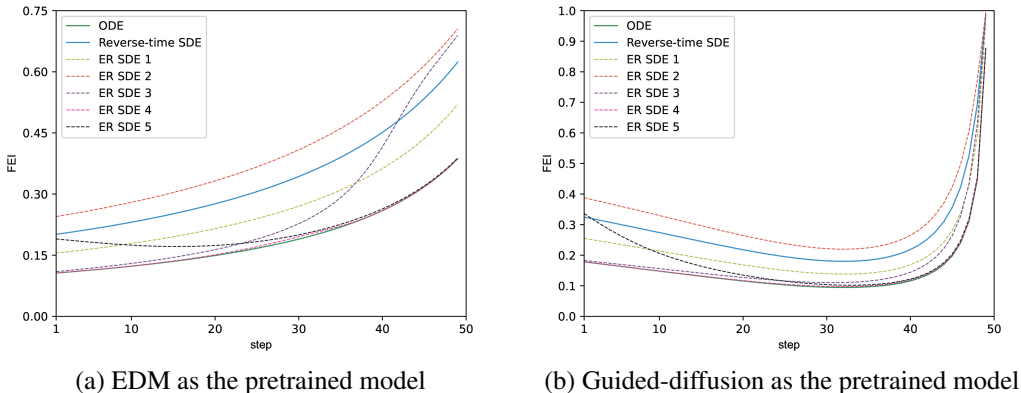 0.75
0.60
0.45
0.30
0.15
0.00
FEI
1
10
20
30
40
50
step
ODE
Reverse-time SDE
ER SDE 1
ER SDE 2
ER SDE 3
ER SDE 4
ER SDE 5
(a) EDM as the pretrained model
1.0
0.9
0.8
0.7
0.6
0.5
0.4
0.3
0.2
0.1
0.0
FEI
1
10
20
30
40
50
step
ODE
Reverse-time SDE
ER SDE 1
ER SDE 2
ER SDE 3
ER SDE 4
ER SDE 5
(b) Guided-diffusion as the pretrained model